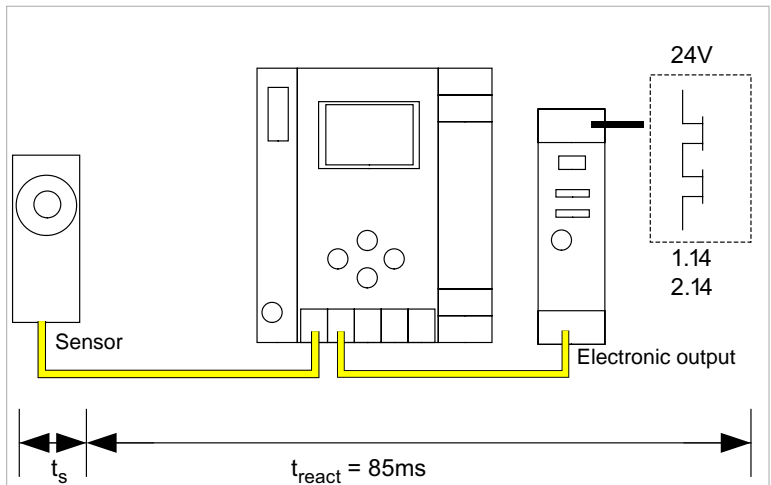 24V
1.14
2.14
Sensor
Electronic output
ts
treact = 85ms